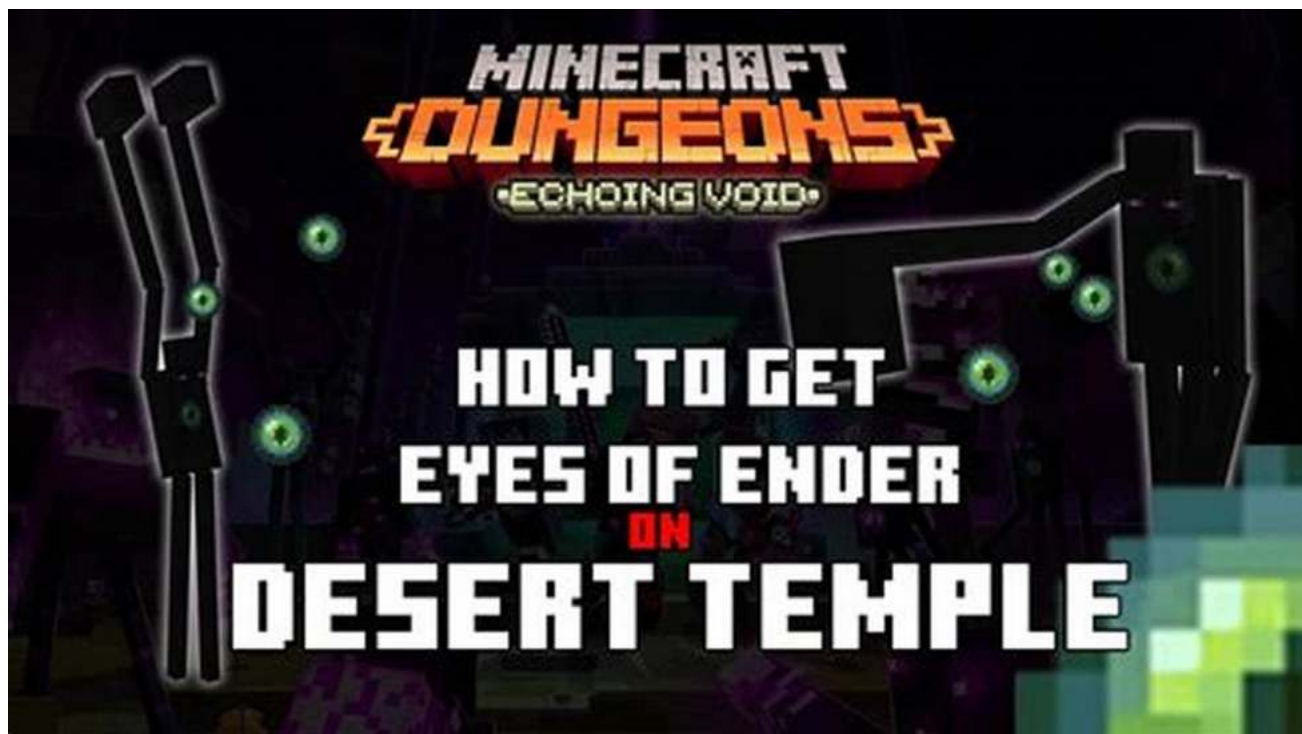 MINECRAFT
DUNGEONS
•ECHOING VOID•
HOW TO GET
EYES OF ENDER
ON
DESERT TEMPLE